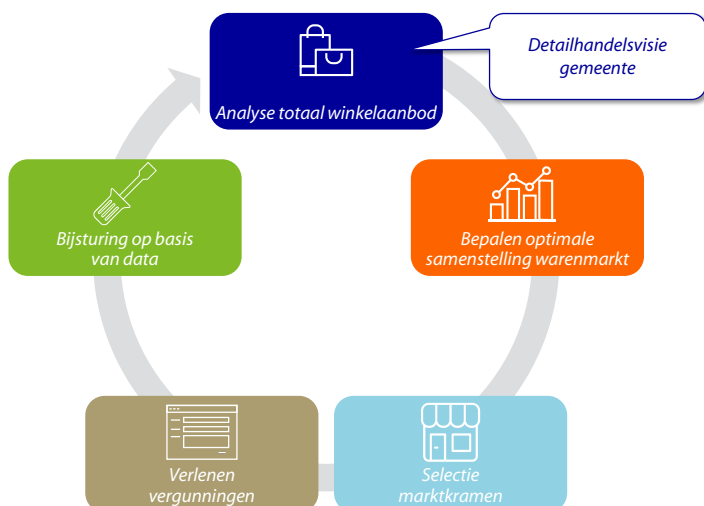 Analyse totaal winkelaanbod
Detailhandelsvisie
gemeente
Bepalen optimale
samenstelling warenmarkt
Selectie
marktkramen
Verlenen
vergunningen
Bijsturing op basis
van data